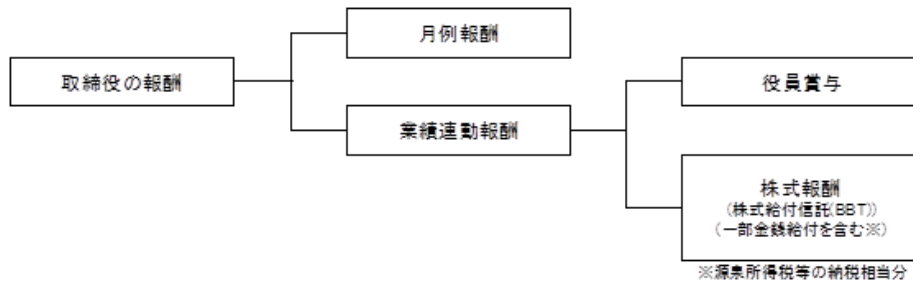 月例報酬
取締役の報酬
役員賞与
業績連動報酬
株式報酬
(株式給付信託(BBT))
(一部金銭給付を含む※)
※源泉所得税等の納税相当分